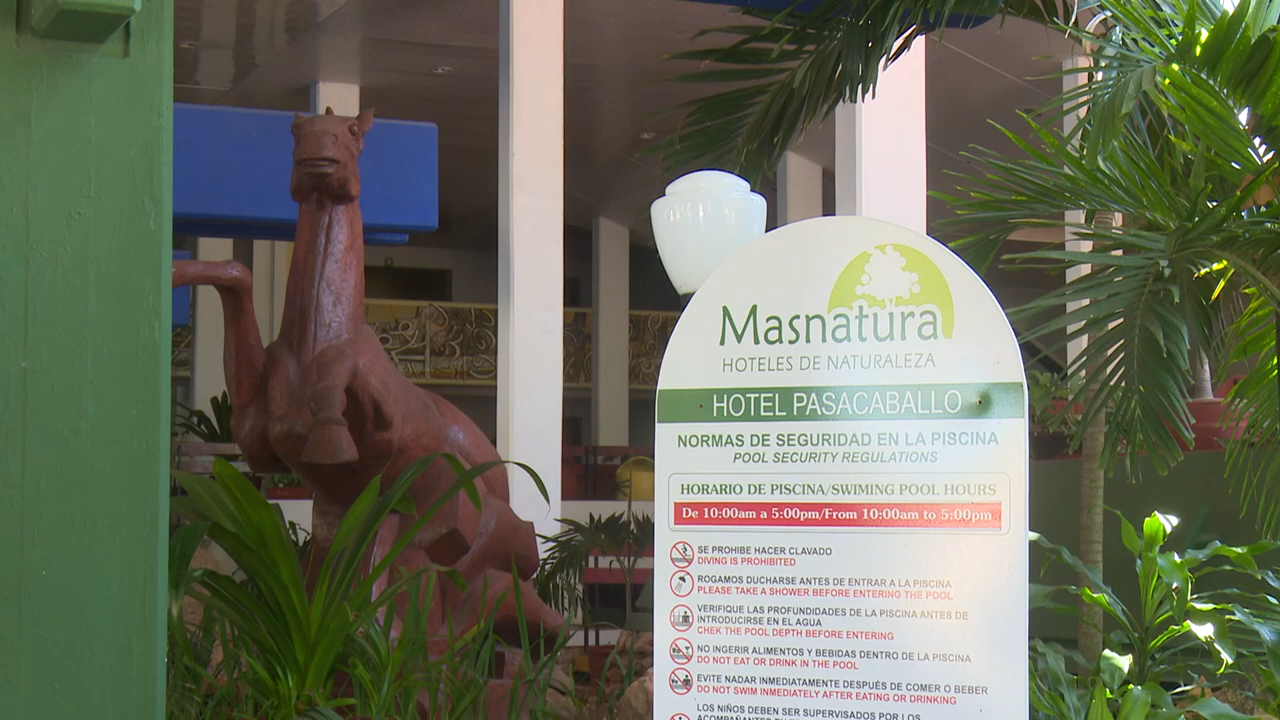 Masnatura
HOTELES DE NATURALEZA
HOTEL PASACABALLO
NORMAS DE SEGURIDAD EN LA PISCINA
POOL SECURITY REGULATIONS
HORARIO DE PISCINA/SWIMING POOL HOURS
De 10:00am a 5:00pm/From 10:00am to 5:00pm
SE PROHIBE HACER CLAVADO
DIVING IS PROHIBITED
ROGAMOS DUCHARSE ANTES DE ENTRAR A LA PISCINA
PLEASE TAKE A SHOWER BEFORE ENTERING THE POOL
VERIFIQUE LAS PROFUNDIDADES DE LA PISCINA ANTES DE
INTRODUCIRSE EN EL AGUA
CHEK THE POOL DEPTH BEFORE ENTERING
NO INGERIR ALIMENTOS Y BEBIDAS DENTRO DE LA PISCINA
DO NOT EAT OR DRINK IN THE POOL
EVITE NADAR INMEDIATAMENTE DESPUÉS DE COMER O BEBER
DO NOT SWIM INMEDIATELY AFTER EATING OR DRINKING
LOS NIÑOS DEBEN SER SUPERVISADOS POR LOS
ACOMPAÑANTES